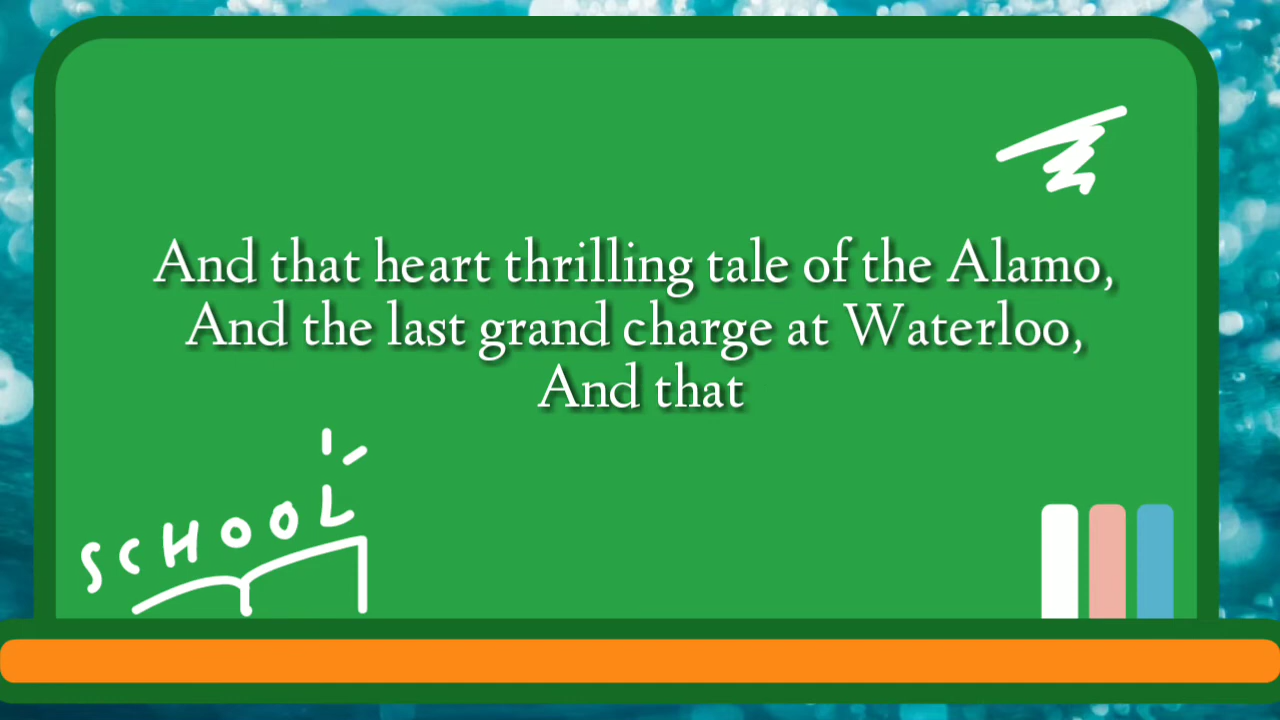 And that heart thrilling tale of the Alamo,
And the last grand charge at Waterloo,
And that
SCHOOL